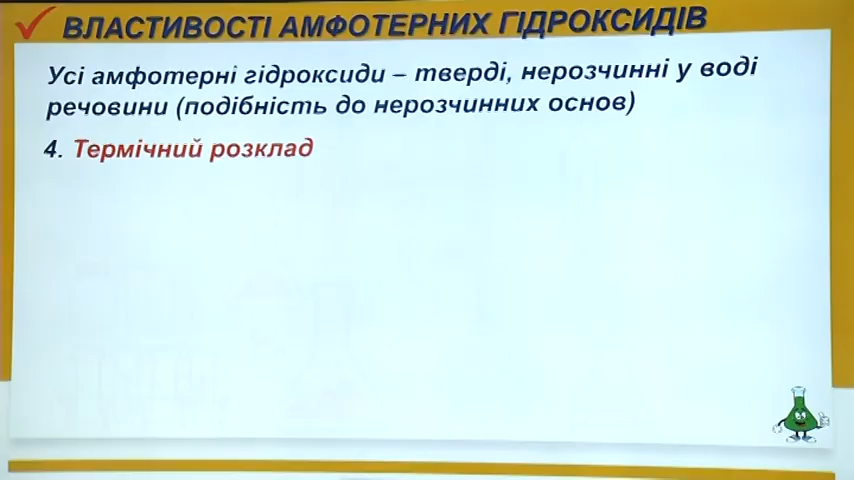 ВЛАСТИВОСТІ АМФОТЕРНИХ ГІДРОКСИДІВ
Усі амфотерні гідроксиди – тверді, нерозчинні у воді
речовини (подібність до нерозчинних основ)
4. Термічний розклад